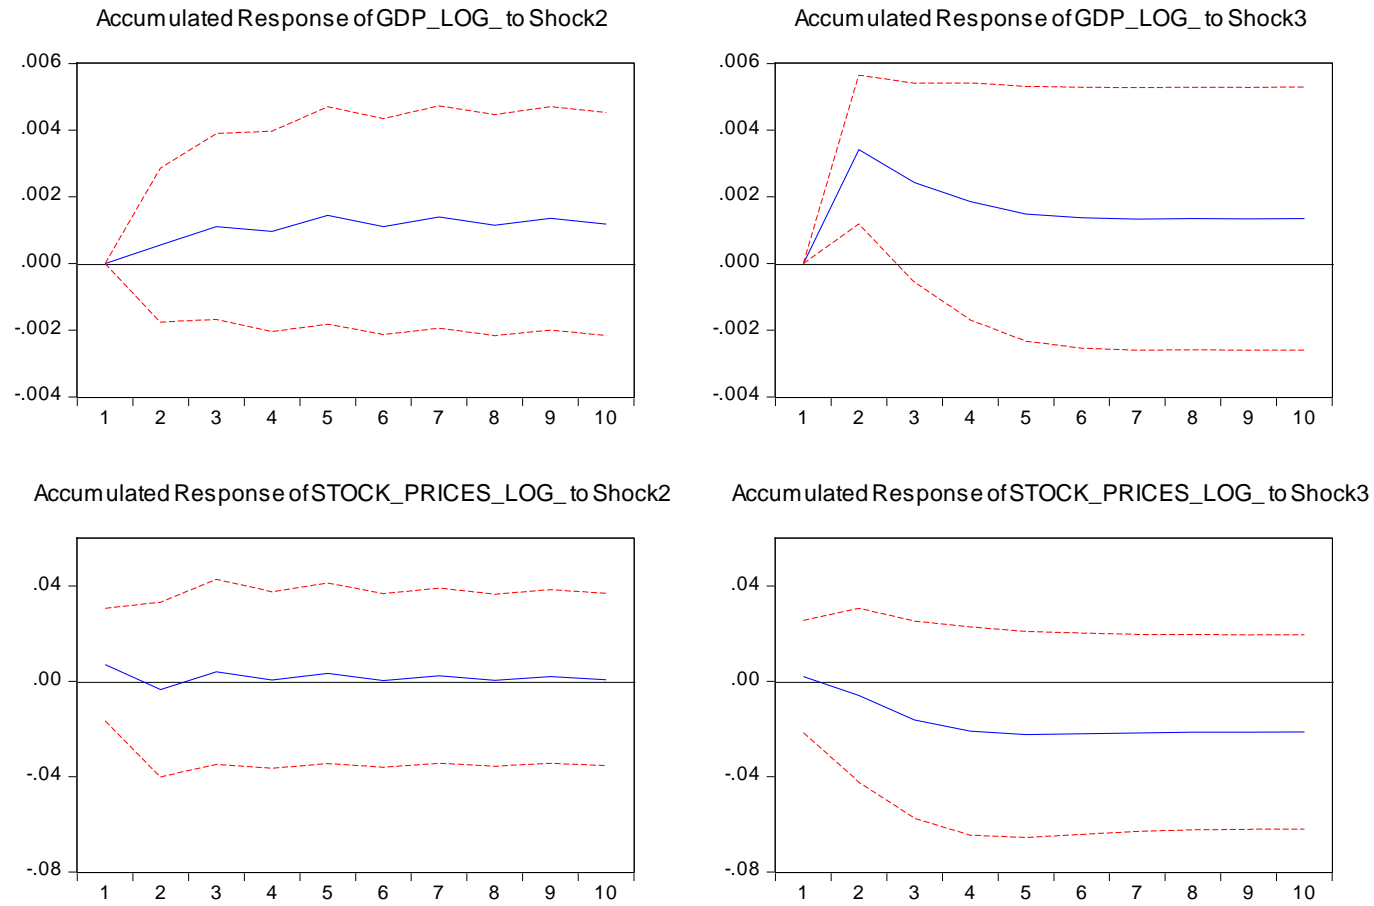 Accumulated Response of GDP_LOG_ to Shock2
.006
.004
.002
.000
-.002
-.004
1 2 3 4 5 6 7 8 9 10
Accumulated Response of GDP_LOG_ to Shock3
.006
.004
.002
.000
-.002
-.004
1 2 3 4 5 6 7 8 9 10
Accumulated Response of STOCK_PRICES_LOG_ to Shock2
.04
.00
-.04
-.08
1 2 3 4 5 6 7 8 9 10
Accumulated Response of STOCK_PRICES_LOG_ to Shock3
.04
.00
-.04
-.08
1 2 3 4 5 6 7 8 9 10